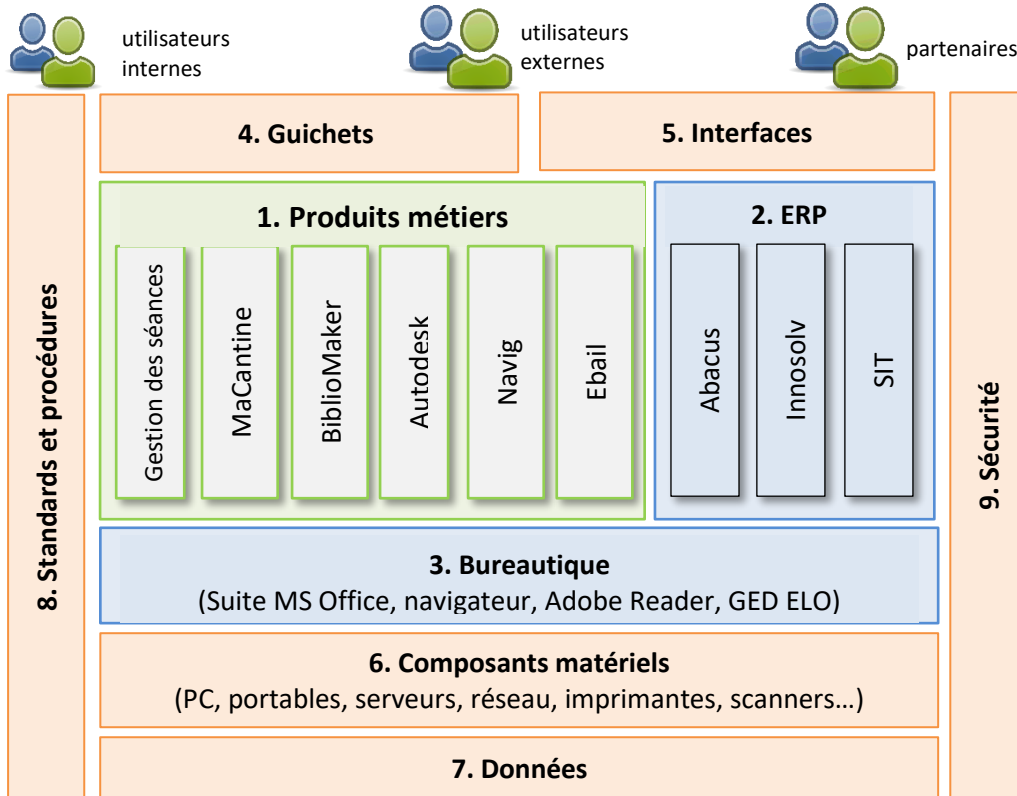 utilisateurs
internes
utilisateurs
externes
partenaires
4. Guichets
5. Interfaces
1. Produits métiers
2. ERP
Gestion des séances
MaCantine
BiblioMaker
Autodesk
Navig
Ebail
Abacus
Innosolv
SIT
3. Bureautique
(Suite MS Office, navigateur, Adobe Reader, GED ELO)
6. Composants matériels
(PC, portables, serveurs, réseau, imprimantes, scanners…)
7. Données
8. Standards et procédures
9. Sécurité